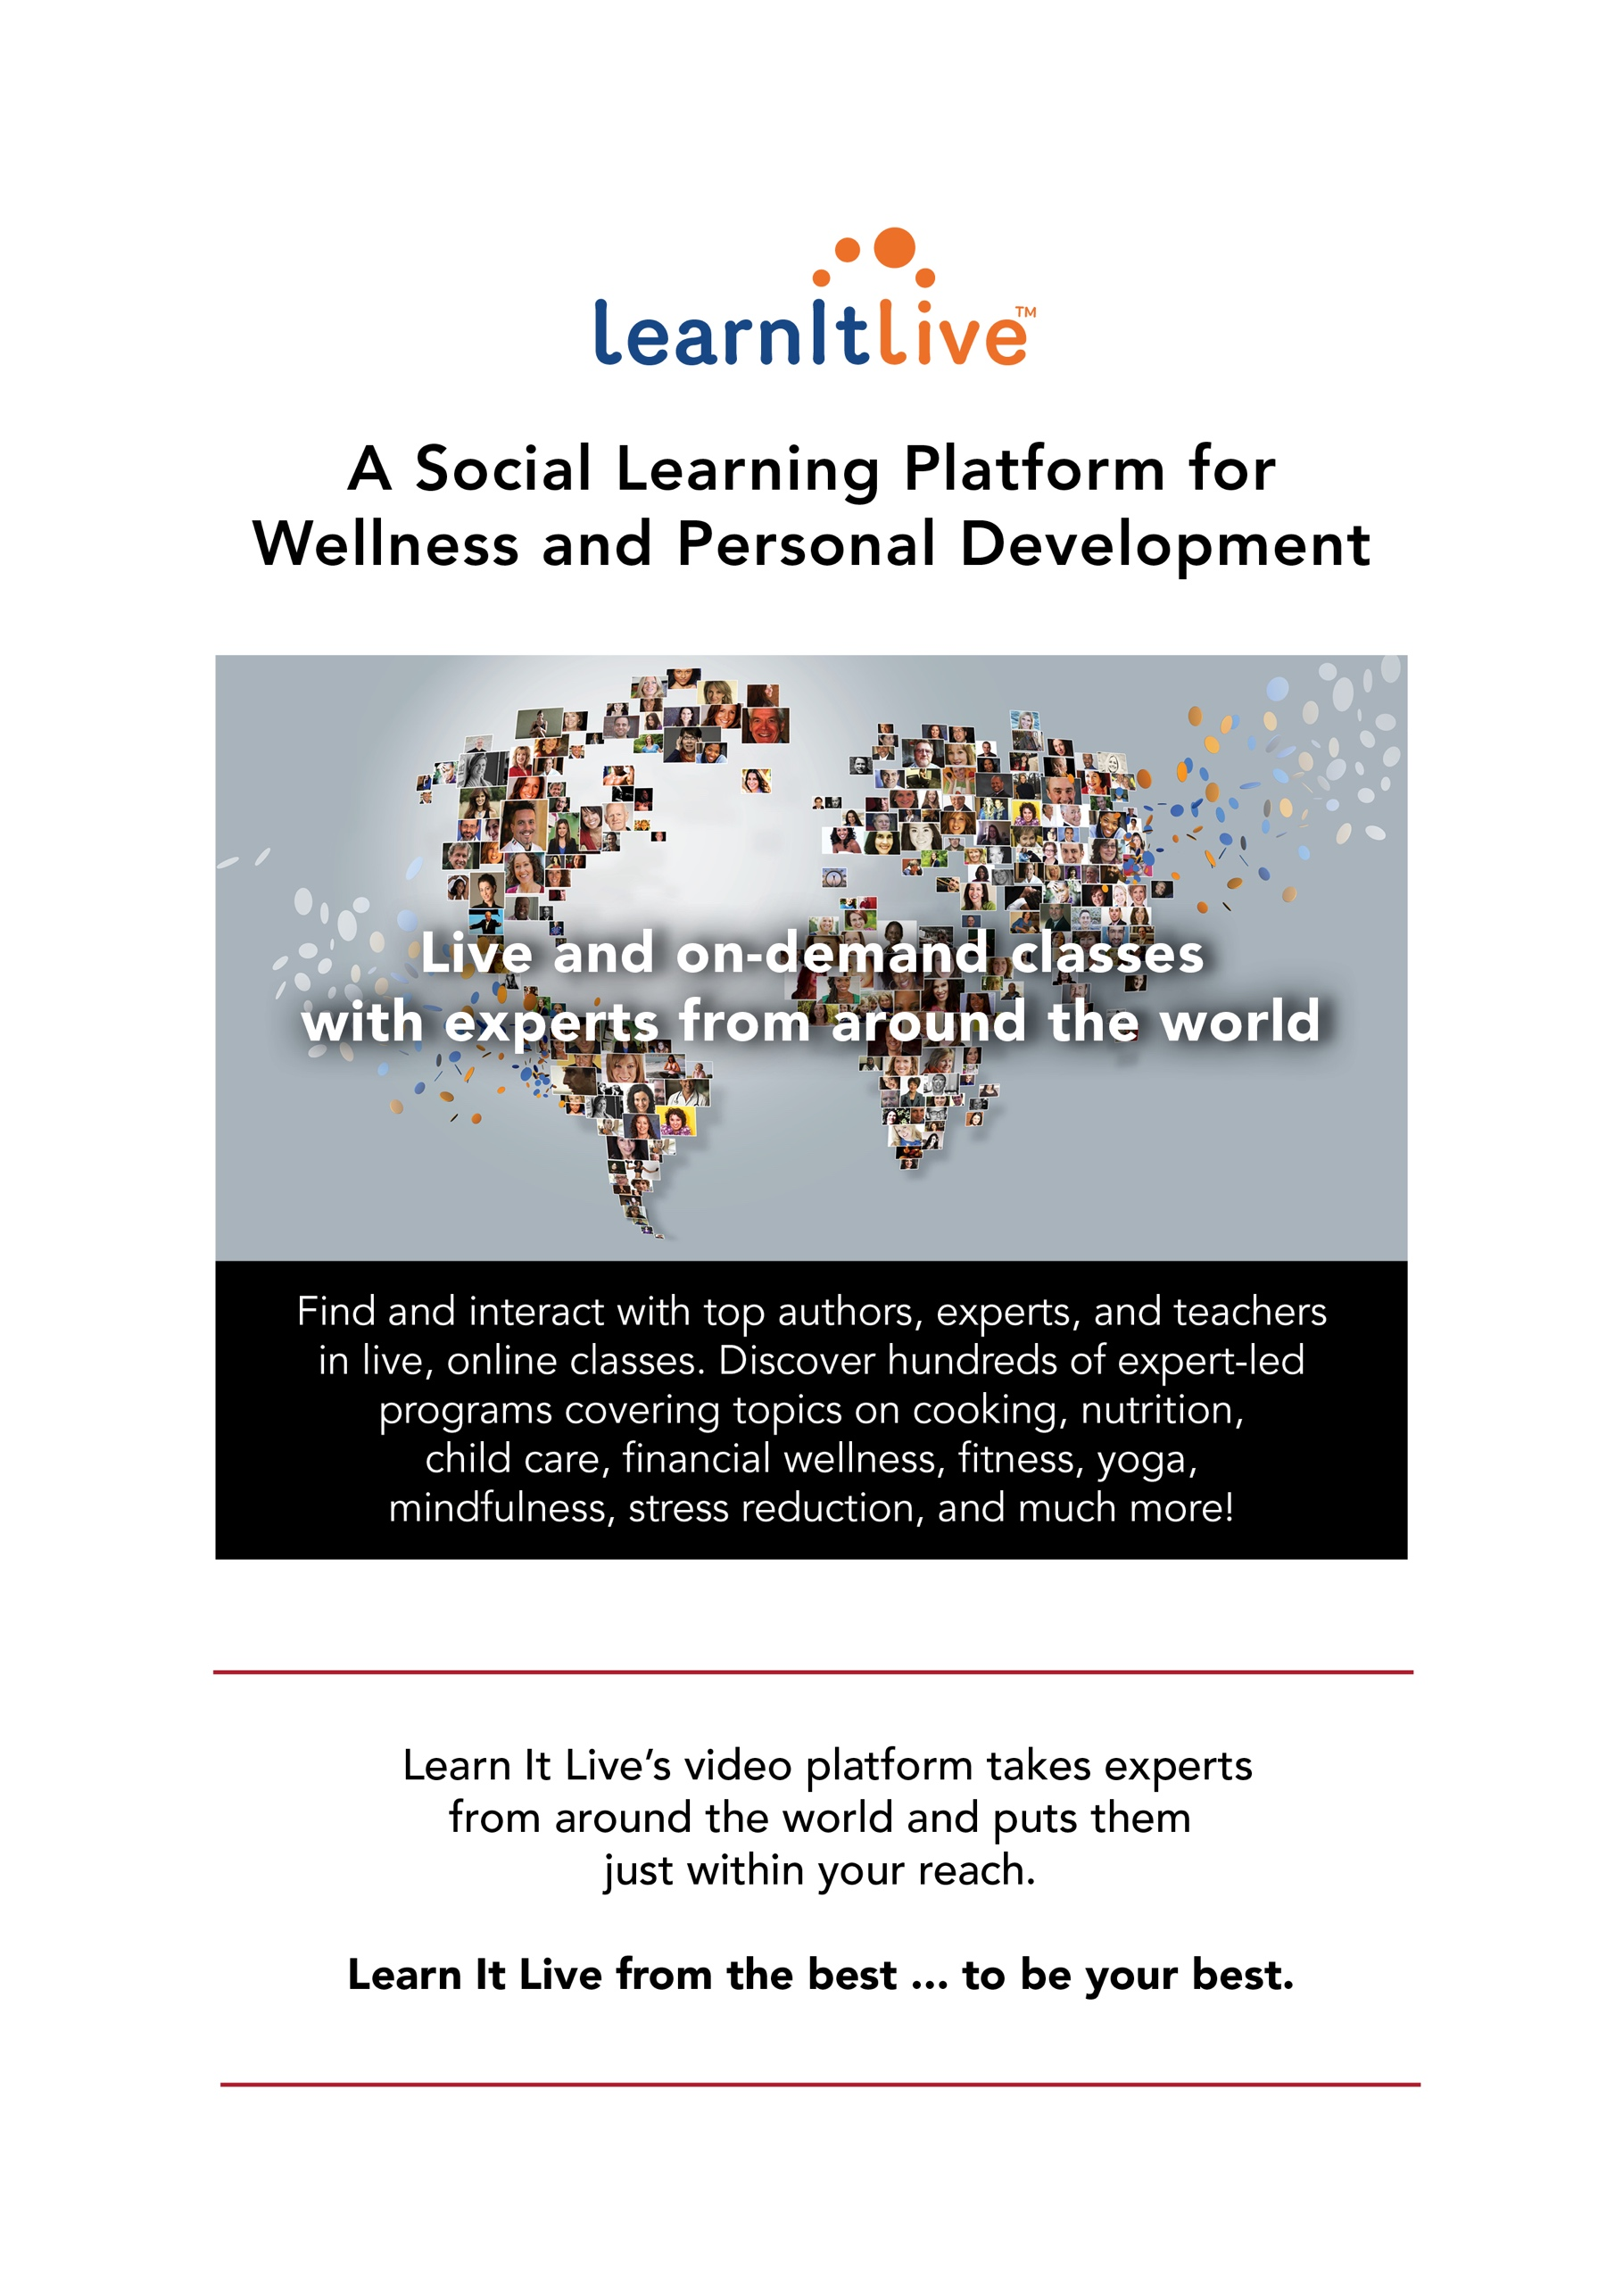 learnItlive™
A Social Learning Platform for
Wellness and Personal Development
Live and on-demand classes
with experts from around the world
Find and interact with top authors, experts, and teachers
in live, online classes. Discover hundreds of expert-led
programs covering topics on cooking, nutrition,
child care, financial wellness, fitness, yoga,
mindfulness, stress reduction, and much more!
Learn It Live’s video platform takes experts
from around the world and puts them
just within your reach.
Learn It Live from the best ... to be your best.